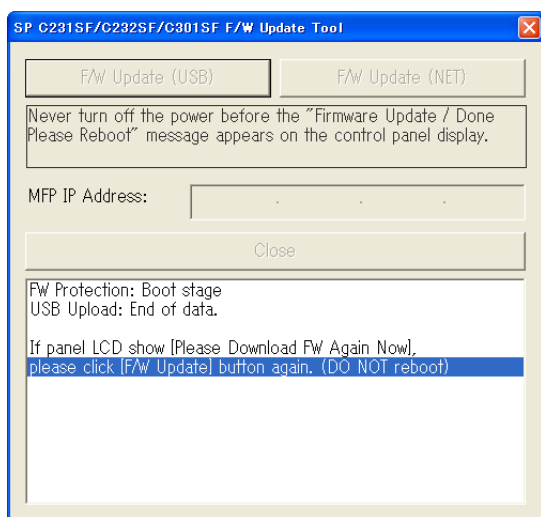 SP C231SF/C232SF/C301SF F/W Update Tool
F/W Update (USB) F/W Update (NET)
Never turn off the power before the "Firmware Update / Done
Please Reboot" message appears on the control panel display.
MFP IP Address: . . .
Close
FW Protection: Boot stage
USB Upload: End of data.
If panel LCD show [Please Download FW Again Now],
please click [F/W Update] button again. (DO NOT reboot)